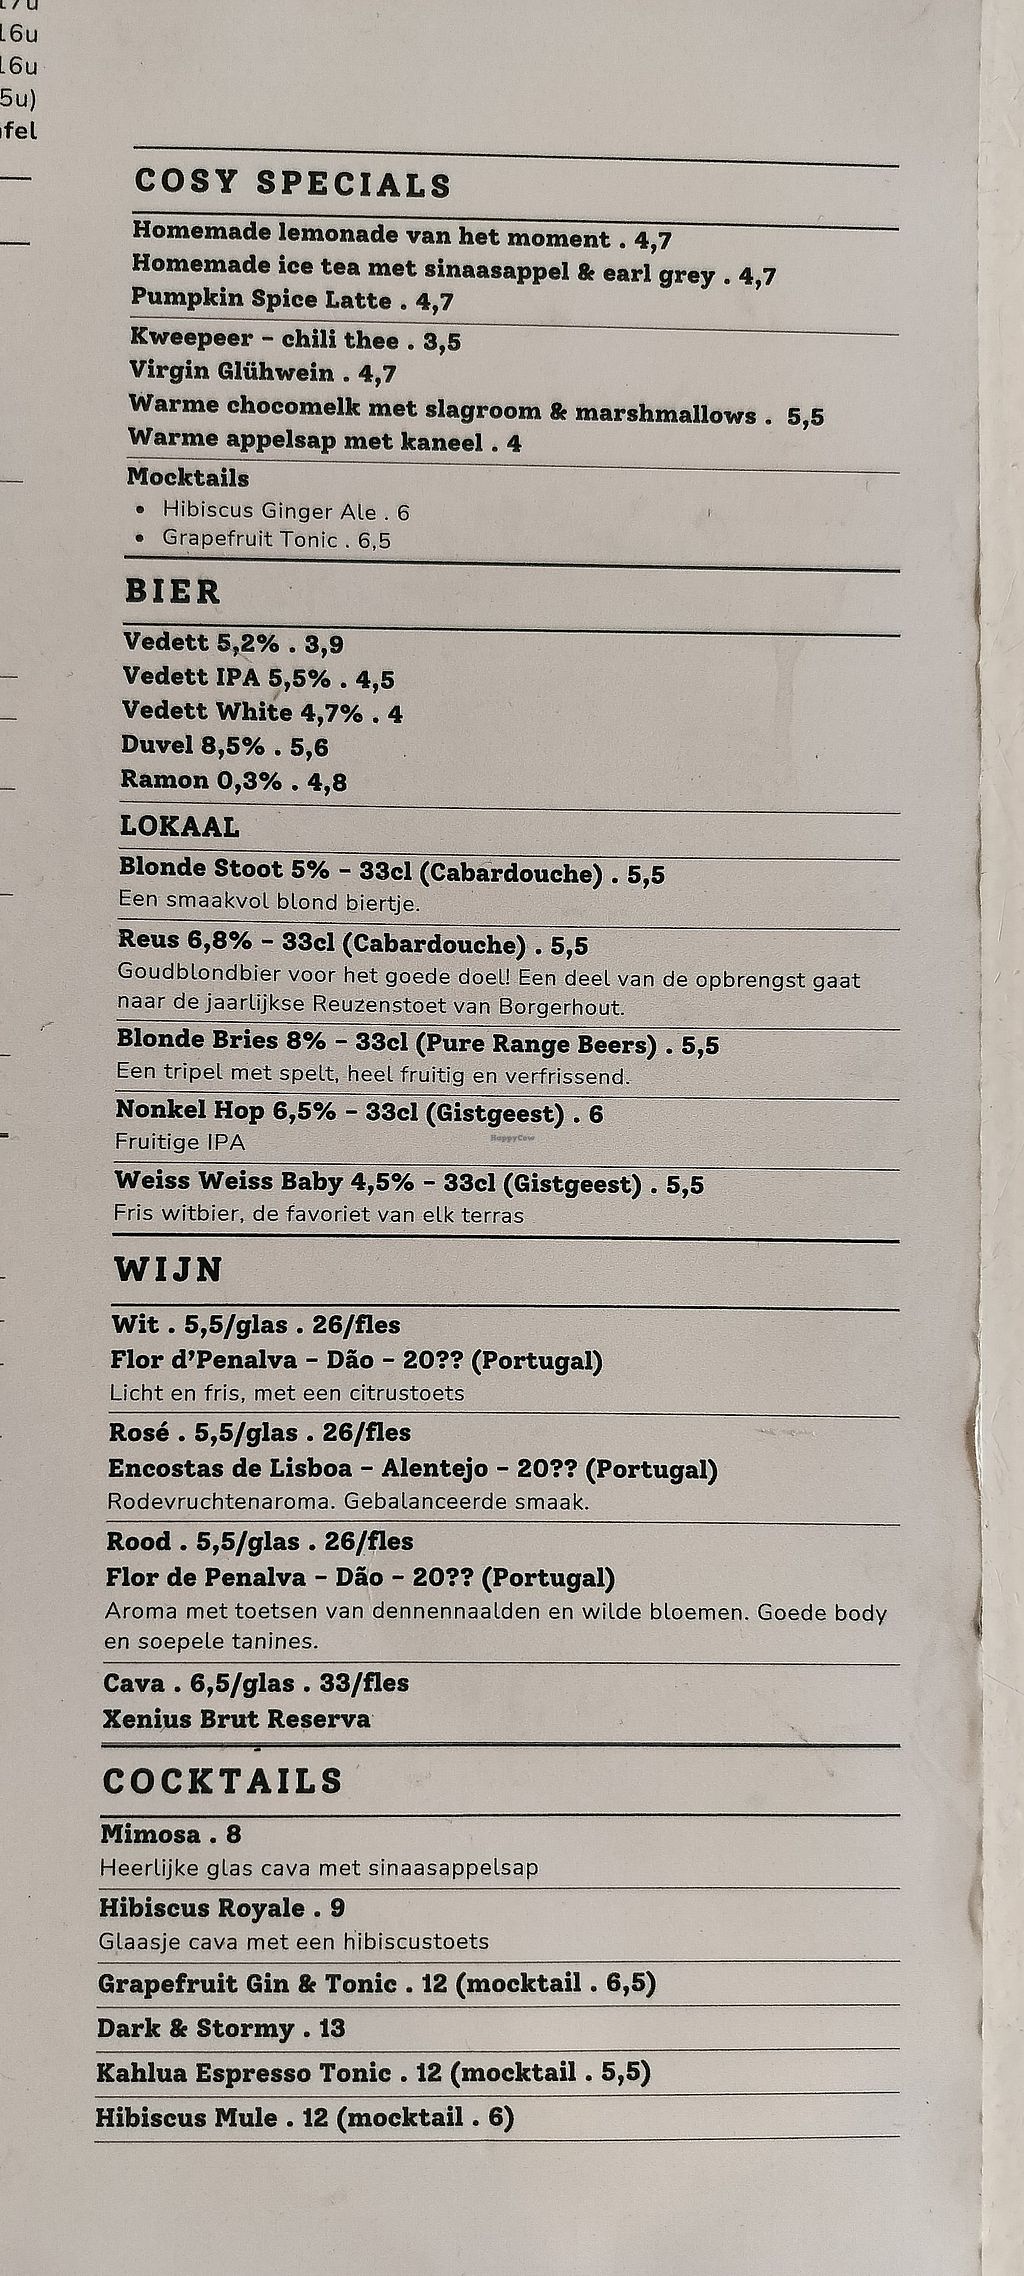 17u
16u
16u
5u)
afel
COSY SPECIALS
Homemade lemonade van het moment . 4,7
Homemade ice tea met sinaasappel & earl grey . 4,7
Pumpkin Spice Latte . 4,7
Kweepeer – chili thee . 3,5
Virgin Glühwein . 4,7
Warme chocomelk met slagroom & marshmallows . 5,5
Warme appelsap met kaneel . 4
Mocktails
• Hibiscus Ginger Ale . 6
• Grapefruit Tonic . 6,5
BIER
Vedett 5,2% . 3,9
Vedett IPA 5,5% . 4,5
Vedett White 4,7% . 4
Duvel 8,5% . 5,6
Ramon 0,3% . 4,8
LOKAAL
Blonde Stoot 5% – 33cl (Cabardouche) . 5,5
Een smaakvol blond biertje.
Reus 6,8% – 33cl (Cabardouche) . 5,5
Goudblondbier voor het goede doel! Een deel van de opbrengst gaat
naar de jaarlijkse Reuzenstoet van Borgerhout.
Blonde Bries 8% – 33cl (Pure Range Beers) . 5,5
Een tripel met spelt, heel fruitig en verfrissend.
Nonkel Hop 6,5% – 33cl (Gistgeest) . 6
Fruitige IPA
HappyCow
Weiss Weiss Baby 4,5% – 33cl (Gistgeest) . 5,5
Fris witbier, de favoriet van elk terras
WIJN
Wit . 5,5/glas . 26/fles
Flor d'Penalva – Dão – 20?? (Portugal)
Licht en fris, met een citrustoets
Rosé . 5,5/glas . 26/fles
Encostas de Lisboa – Alentejo – 20?? (Portugal)
Rodevruchtenaroma. Gebalanceerde smaak.
Rood . 5,5/glas . 26/fles
Flor de Penalva – Dão – 20?? (Portugal)
Aroma met toetsen van dennennaalden en wilde bloemen. Goede body
en soepele tanines.
Cava . 6,5/glas . 33/fles
Xenius Brut Reserva
COCKTAILS
Mimosa . 8
Heerlijke glas cava met sinaasappelsap
Hibiscus Royale . 9
Glaasje cava met een hibiscustoets
Grapefruit Gin & Tonic . 12 (mocktail . 6,5)
Dark & Stormy . 13
Kahlua Espresso Tonic . 12 (mocktail . 5,5)
Hibiscus Mule . 12 (mocktail . 6)